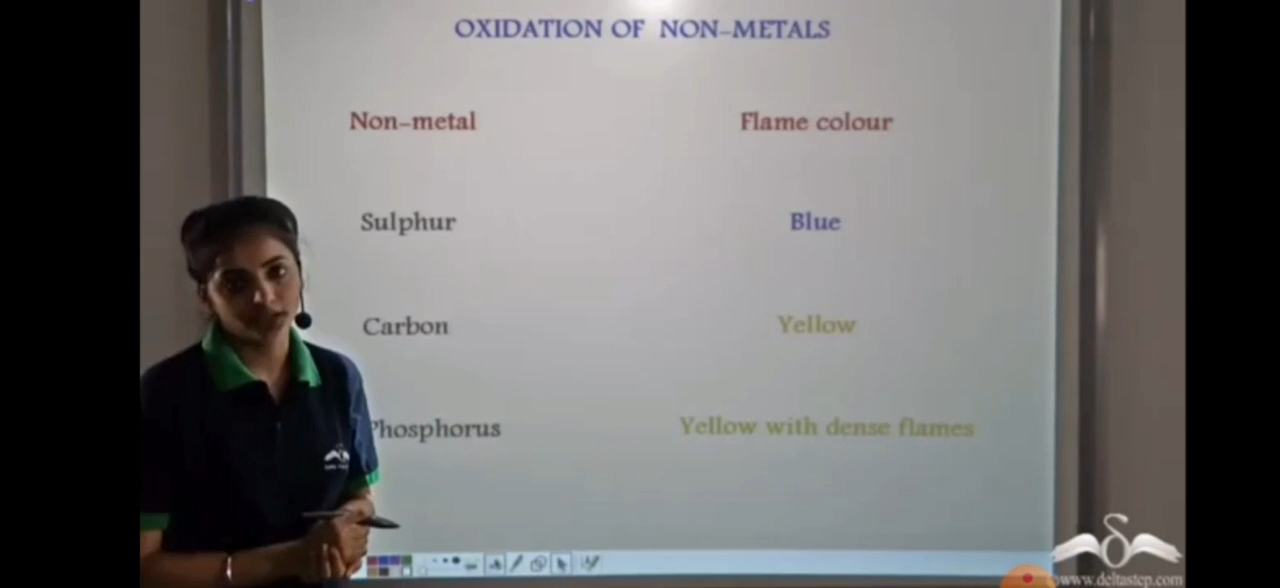 OXIDATION OF NON-METALS
Non-metal Flame colour
Sulphur Blue
Carbon Yellow
Phosphorus Yellow with dense flames
www.deltastep.com